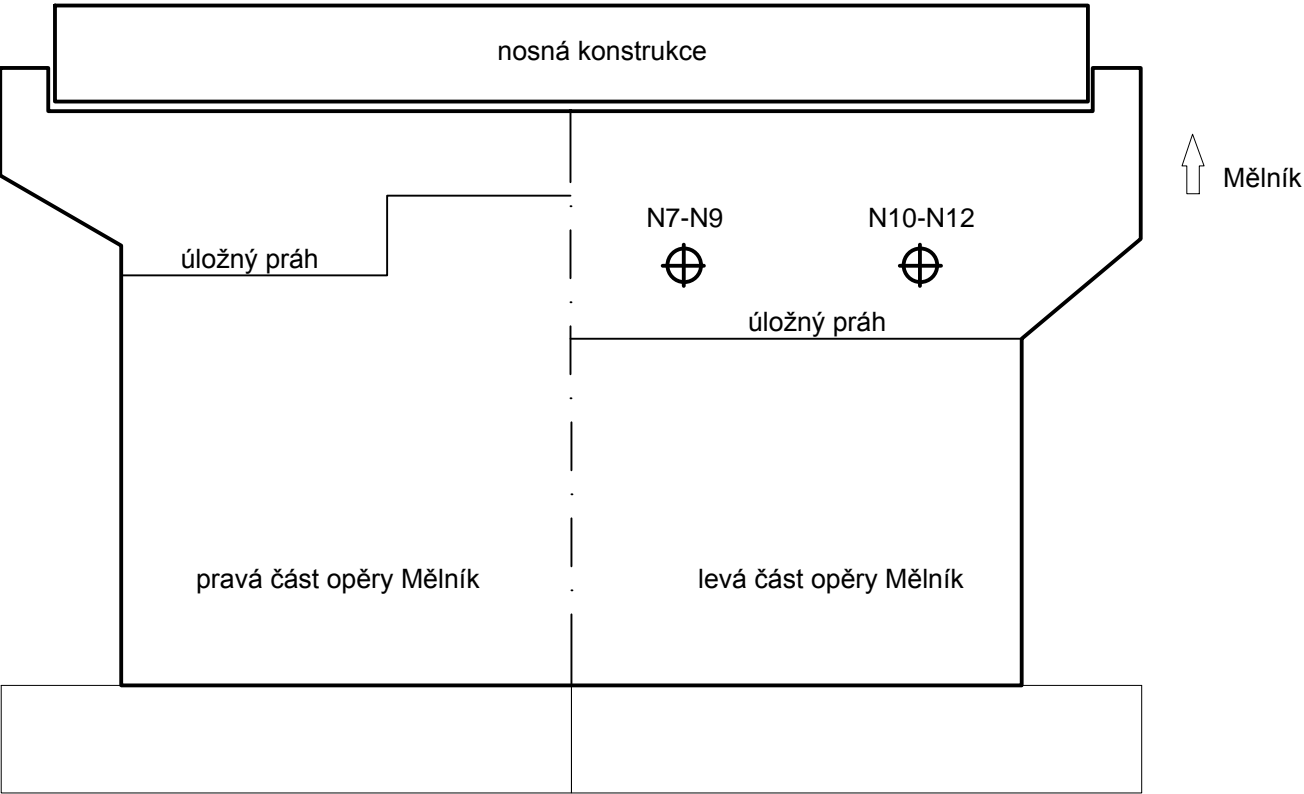 nosná konstrukce
Mělník
N7-N9
N10-N12
úložný práh
úložný práh
pravá část opěry Mělník
levá část opěry Mělník